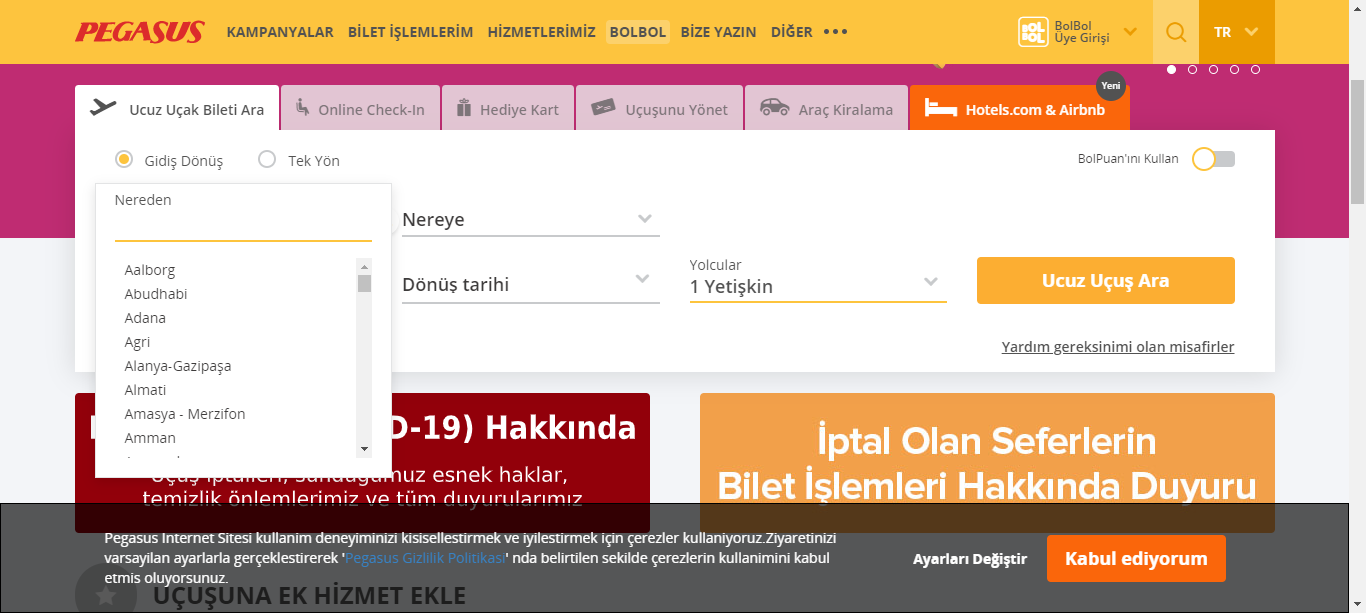 PEGASUS
KAMPANYALAR BİLET İŞLEMLERİM HİZMETLERİMİZ BOLBOL BİZE YAZIN DİĞER
BOL BOL
BolBol
Üye Girişi
TR
Ucuz Uçak Bileti Ara
Online Check-In
Hediye Kart
Uçuşunu Yönet
Araç Kiralama
Hotels.com & Airbnb
Yeni
Gidiş Dönüş
Tek Yön
BolPuan'ını Kullan
Nereden
Nereye
Aalborg
Abudhabi
Adana
Agri
Alanya-Gazipaşa
Almati
Amasya - Merzifon
Amman
Dönüş tarihi
Yolcular
1 Yetişkin
Ucuz Uçuş Ara
Yardım gereksinimi olan misafirler
D-19) Hakkında
esnek haklar,
temizlik önlemlerimiz ve tüm duyurularımız
İptal Olan Seferlerin
Bilet İşlemleri Hakkında Duyuru
Pegasus Internet Sitesi kullanim deneyiminizi kisisellestirmek ve iyilestirmek için çerezler kullaniyoruz.Ziyaretinizi
varsayilan ayarlarla gerçeklestirerek 'Pegasus Gizlilik Politikasi' nda belirtilen sekilde çerezlerin kullanimini kabul
etmis oluyorsunuz.
Ayarları Değiştir
Kabul ediyorum
UÇUŞUNA EK HİZMET EKLE